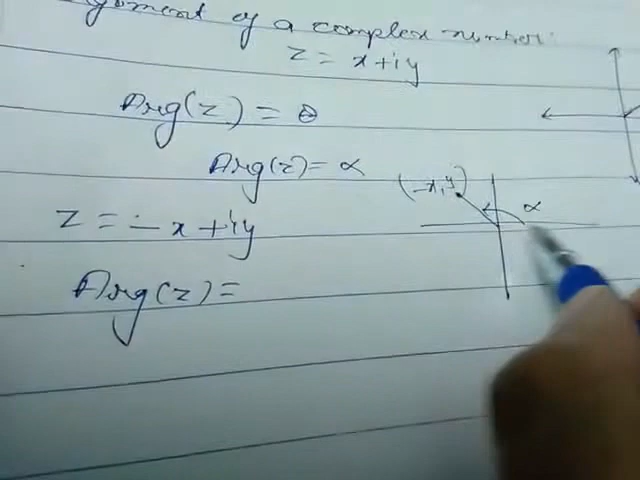 of a complex number:
z = x+iy
Arg(z) = θ
Arg(z) = α
(-x,y)
α
z = -x+iy
Arg(z) =